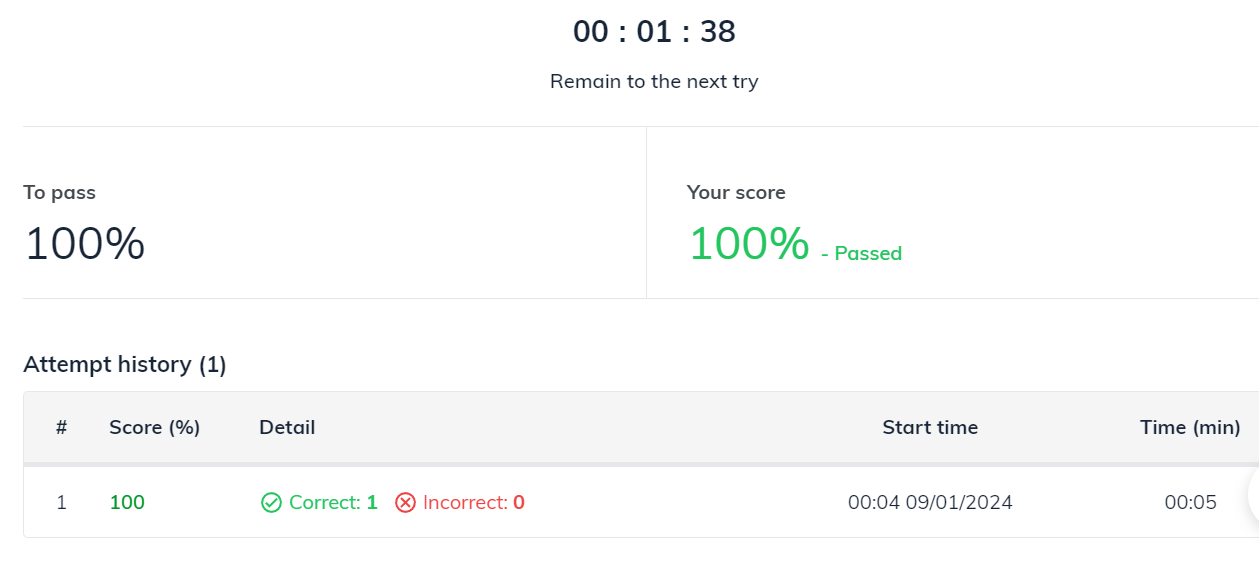 00 : 01 : 38
Remain to the next try
To pass
100%
Your score
100% - Passed
Attempt history (1)
# Score (%) Detail Start time Time (min)
1 100 Correct: 1 Incorrect: 0 00:04 09/01/2024 00:05